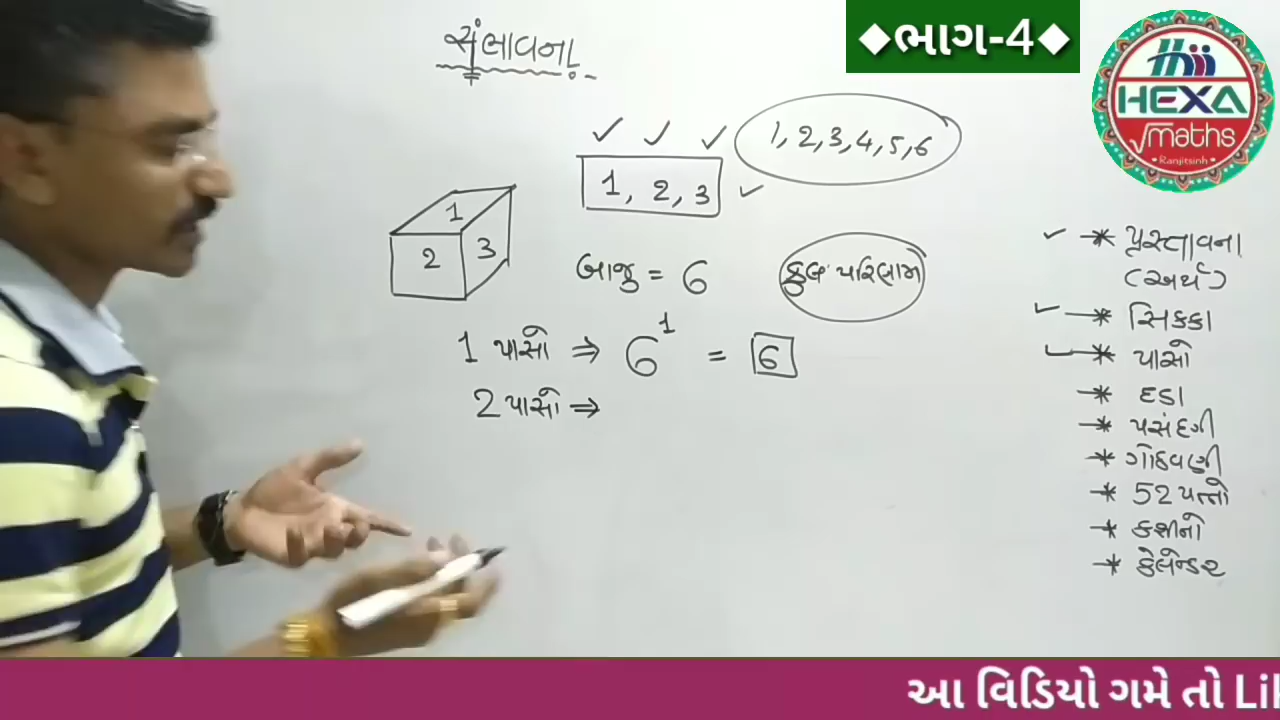 ◆ભાગ-4◆
HEXA
maths
Ranjitsinh
સંભાવના
1, 2, 3, 4, 5, 6
1, 2, 3
1
2
3
બાજુ = 6
કુલ પરિણામ
1 પાસો ⇒ 6¹ = 6
2 પાસો ⇒
* પ્રસ્તાવના
(અર્થ)
* સિક્કા
* પાસો
* દડા
* પસંદગી
* ગોઠવણી
* 52 પત્તો
* કેલેન્ડર
આ વિડિયો ગમે તો Lik